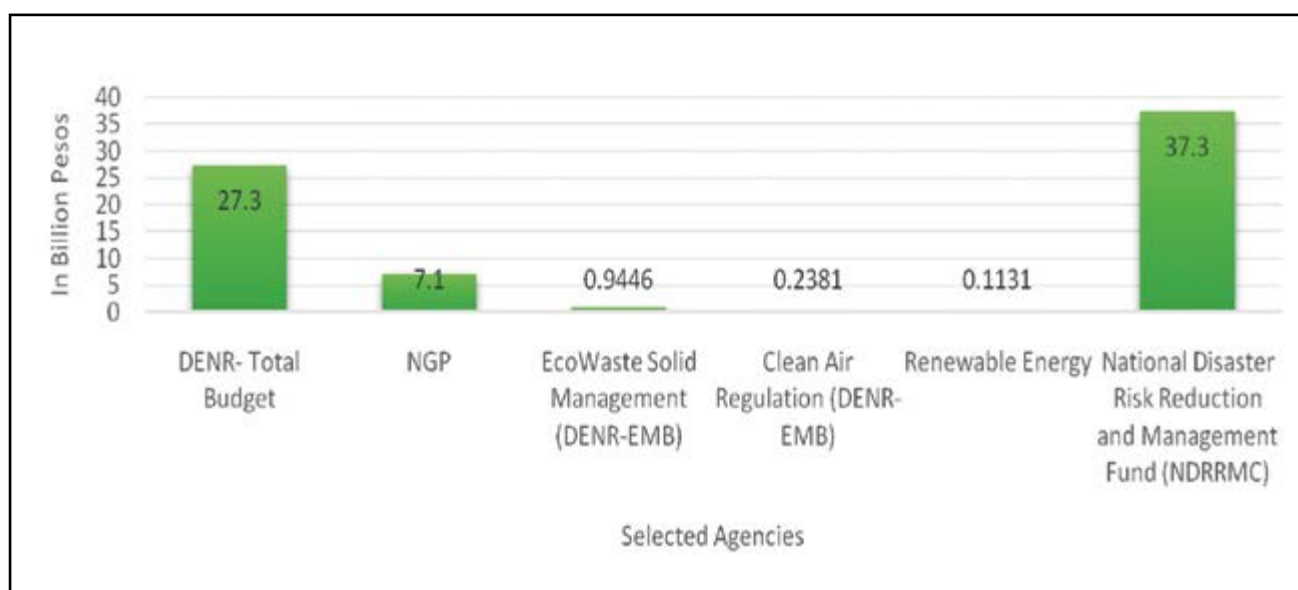 In Billion Pesos
40
35
30
25
20
15
10
5
0
27.3
7.1
0.9446
0.2381
0.1131
37.3
DENR- Total
Budget
NGP
EcoWaste Solid
Management
(DENR-EMB)
Clean Air
Regulation (DENR-
EMB)
Renewable Energy
National Disaster
Risk Reduction
and Management
Fund (NDRRMC)
Selected Agencies